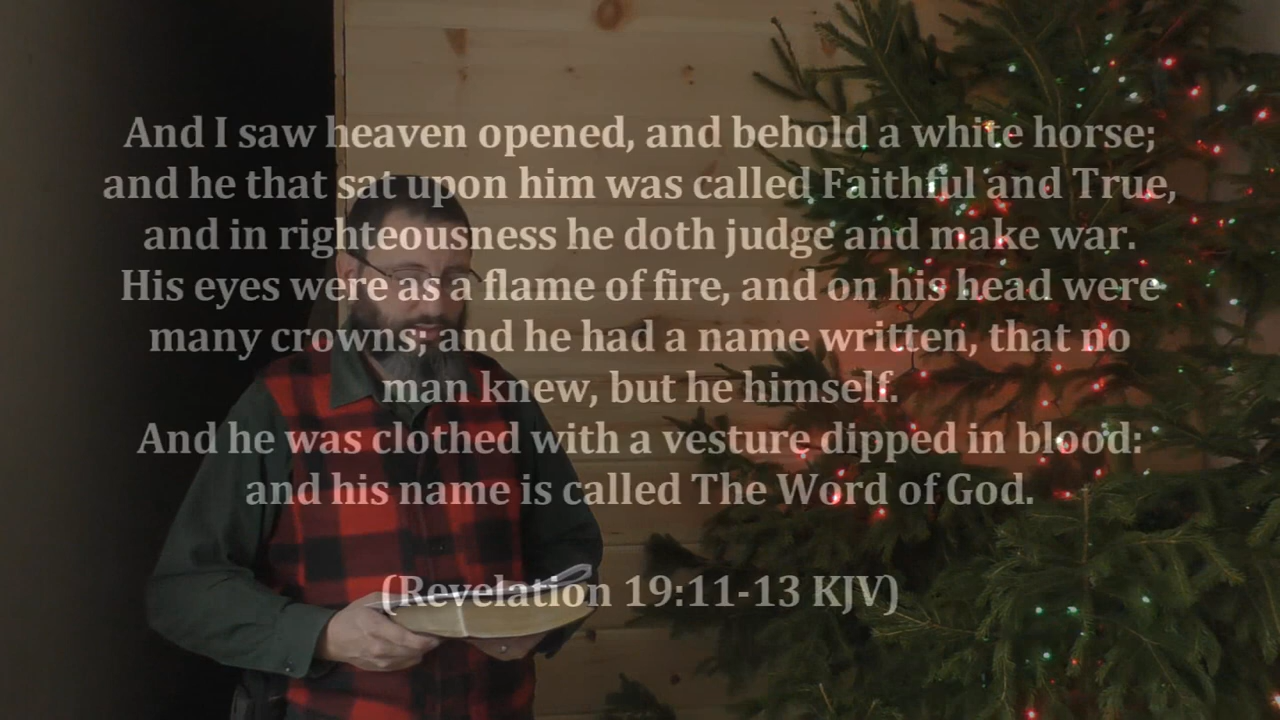 And I saw heaven opened, and behold a white horse;
and he that sat upon him was called Faithful and True,
and in righteousness he doth judge and make war.
His eyes were as a flame of fire, and on his head were
many crowns; and he had a name written, that no
man knew, but he himself.
And he was clothed with a vesture dipped in blood:
and his name is called The Word of God.
(Revelation 19:11-13 KJV)